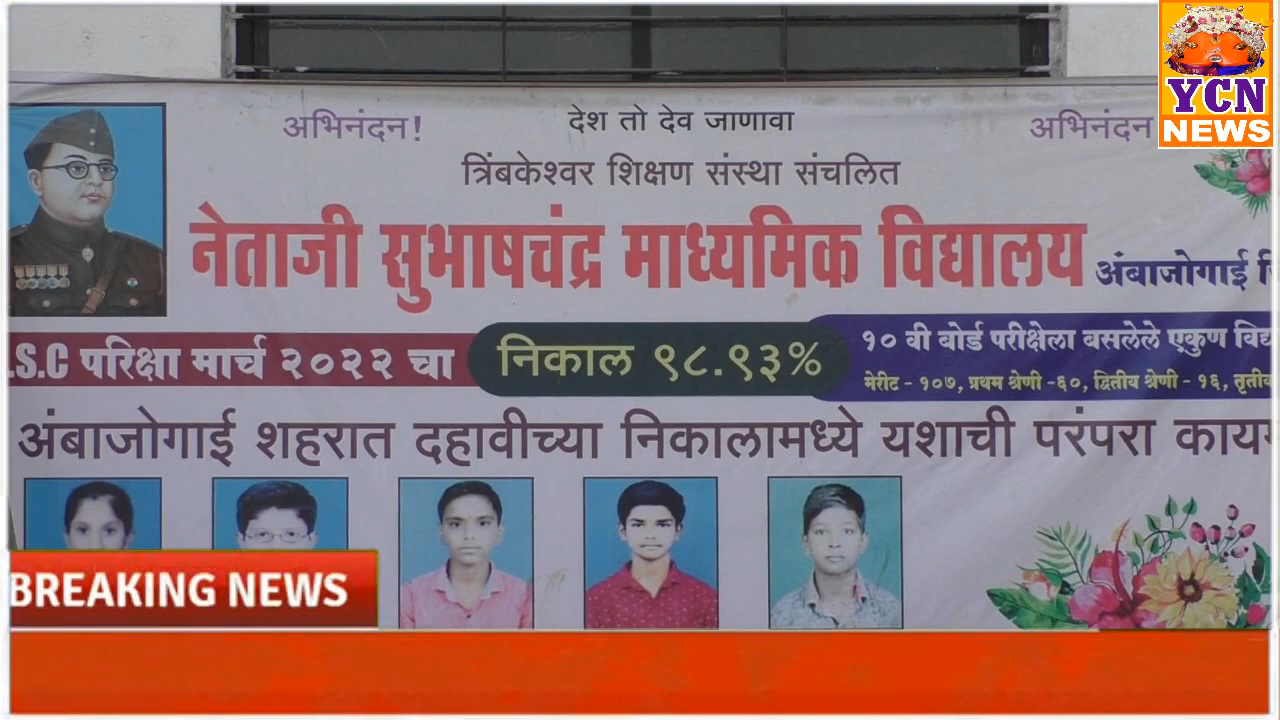 YCN
NEWS
अभिनंदन!
देश तो देव जाणावा
अभिनंदन
त्रिंबकेश्वर शिक्षण संस्था संचलित
नेताजी सुभाषचंद्र माध्यमिक विद्यालय अंबाजोगाई
.S.C परिक्षा मार्च २०२२ चा
निकाल ९८.९३%
१० वी बोर्ड परीक्षेला बसलेले एकुण
मेरीट - १०७, प्रथम श्रेणी -६०, द्वितीय श्रेणी - १६,
अंबाजोगाई शहरात दहावीच्या निकालामध्ये यशाची परंपरा
BREAKING NEWS